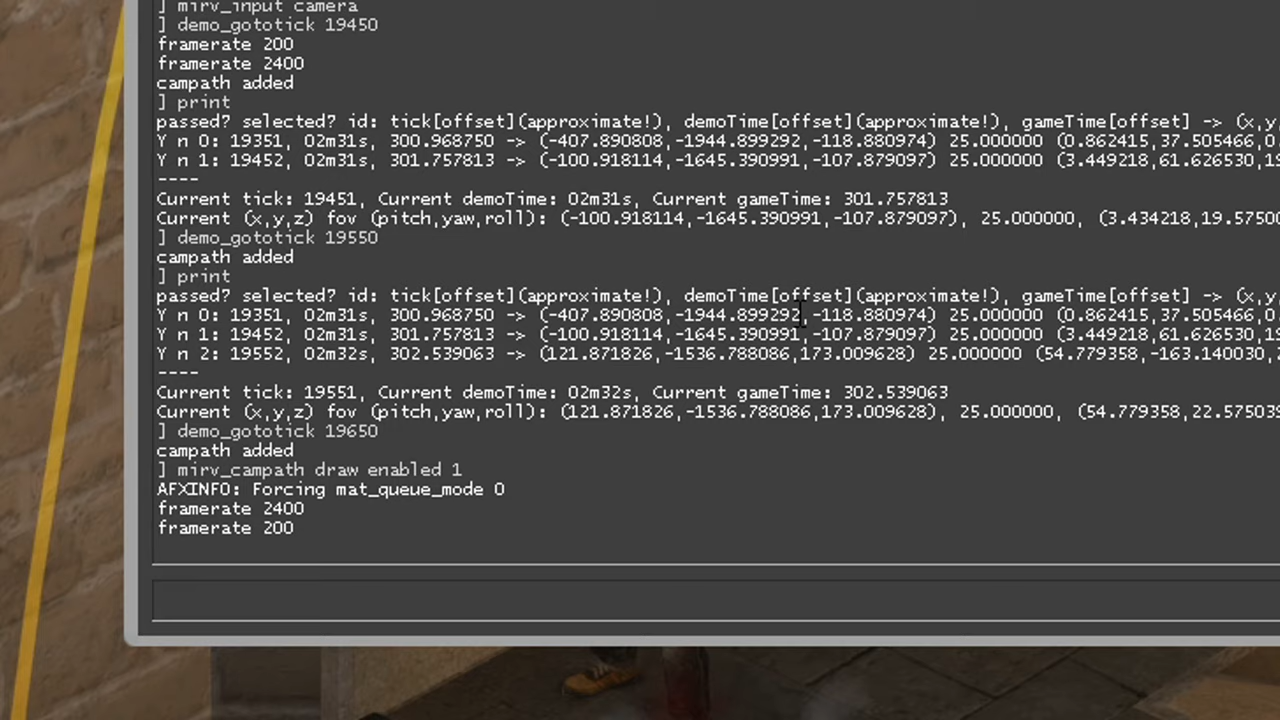 ] mirv_input camera
] demo_gototick 19450
framerate 200
framerate 2400
campath added
] print
passed? selected? id: tick[offset](approximate!), demoTime[offset](approximate!), gameTime[offset] -> (x,y
Y n 0: 19351, 02m31s, 300.968750 -> (-407.890808,-1944.899292,-118.880974) 25.000000 (0.862415,37.505466,0.
Y n 1: 19452, 02m31s, 301.757813 -> (-100.918114,-1645.390991,-107.879097) 25.000000 (3.449218,61.626530,19
----
Current tick: 19451, Current demoTime: 02m31s, Current gameTime: 301.757813
Current (x,y,z) fov (pitch,yaw,roll): (-100.918114,-1645.390991,-107.879097), 25.000000, (3.434218,19.57500
] demo_gototick 19550
campath added
] print
passed? selected? id: tick[offset](approximate!), demoTime[offset](approximate!), gameTime[offset] -> (x,y
Y n 0: 19351, 02m31s, 300.968750 -> (-407.890808,-1944.899292,-118.880974) 25.000000 (0.862415,37.505466,0.
Y n 1: 19452, 02m31s, 301.757813 -> (-100.918114,-1645.390991,-107.879097) 25.000000 (3.449218,61.626530,19
Y n 2: 19552, 02m32s, 302.539063 -> (121.871826,-1536.788086,173.009628) 25.000000 (54.779358,-163.140030,
----
Current tick: 19551, Current demoTime: 02m32s, Current gameTime: 302.539063
Current (x,y,z) fov (pitch,yaw,roll): (121.871826,-1536.788086,173.009628), 25.000000, (54.779358,22.575039
] demo_gototick 19650
campath added
] mirv_campath draw enabled 1
AFXINFO: Forcing mat_queue_mode 0
framerate 2400
framerate 200